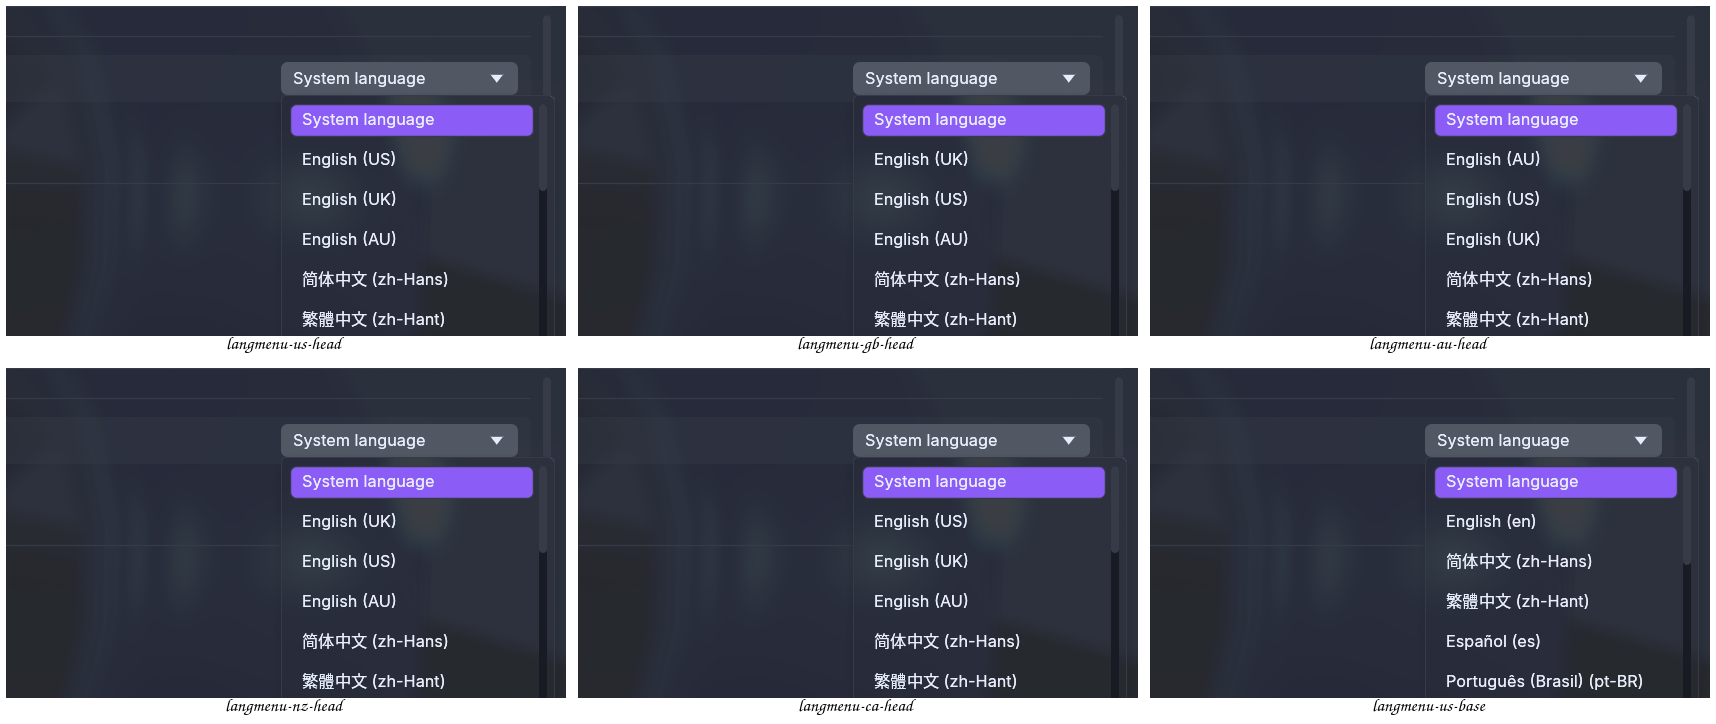 System language
System language
English (US)
English (UK)
English (AU)
简体中文 (zh-Hans)
繁體中文 (zh-Hant)
langmenu-us-head
System language
System language
English (UK)
English (US)
English (AU)
简体中文 (zh-Hans)
繁體中文 (zh-Hant)
langmenu-gb-head
System language
System language
English (AU)
English (US)
English (UK)
简体中文 (zh-Hans)
繁體中文 (zh-Hant)
langmenu-au-head
System language
System language
English (UK)
English (US)
English (AU)
简体中文 (zh-Hans)
繁體中文 (zh-Hant)
langmenu-nz-head
System language
System language
English (US)
English (UK)
English (AU)
简体中文 (zh-Hans)
繁體中文 (zh-Hant)
langmenu-ca-head
System language
System language
English (en)
简体中文 (zh-Hans)
繁體中文 (zh-Hant)
Español (es)
Português (Brasil) (pt-BR)
langmenu-us-base